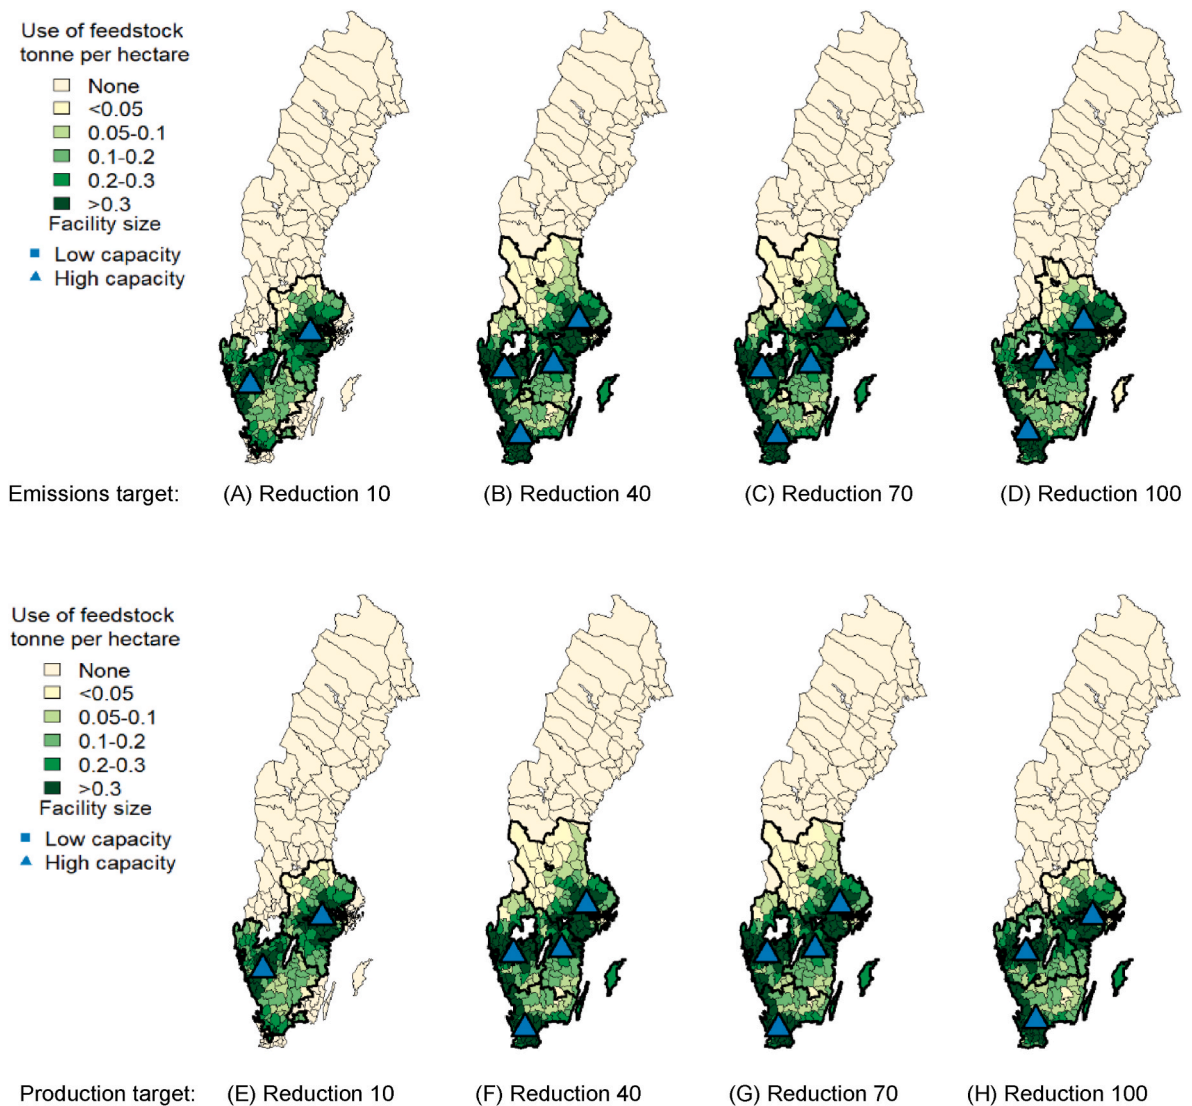 Use of feedstock
tonne per hectare
None
<0.05
0.05-0.1
0.1-0.2
0.2-0.3
>0.3
Facility size
Low capacity
High capacity
Emissions target: (A) Reduction 10 (B) Reduction 40 (C) Reduction 70 (D) Reduction 100
Use of feedstock
tonne per hectare
None
<0.05
0.05-0.1
0.1-0.2
0.2-0.3
>0.3
Facility size
Low capacity
High capacity
Production target: (E) Reduction 10 (F) Reduction 40 (G) Reduction 70 (H) Reduction 100